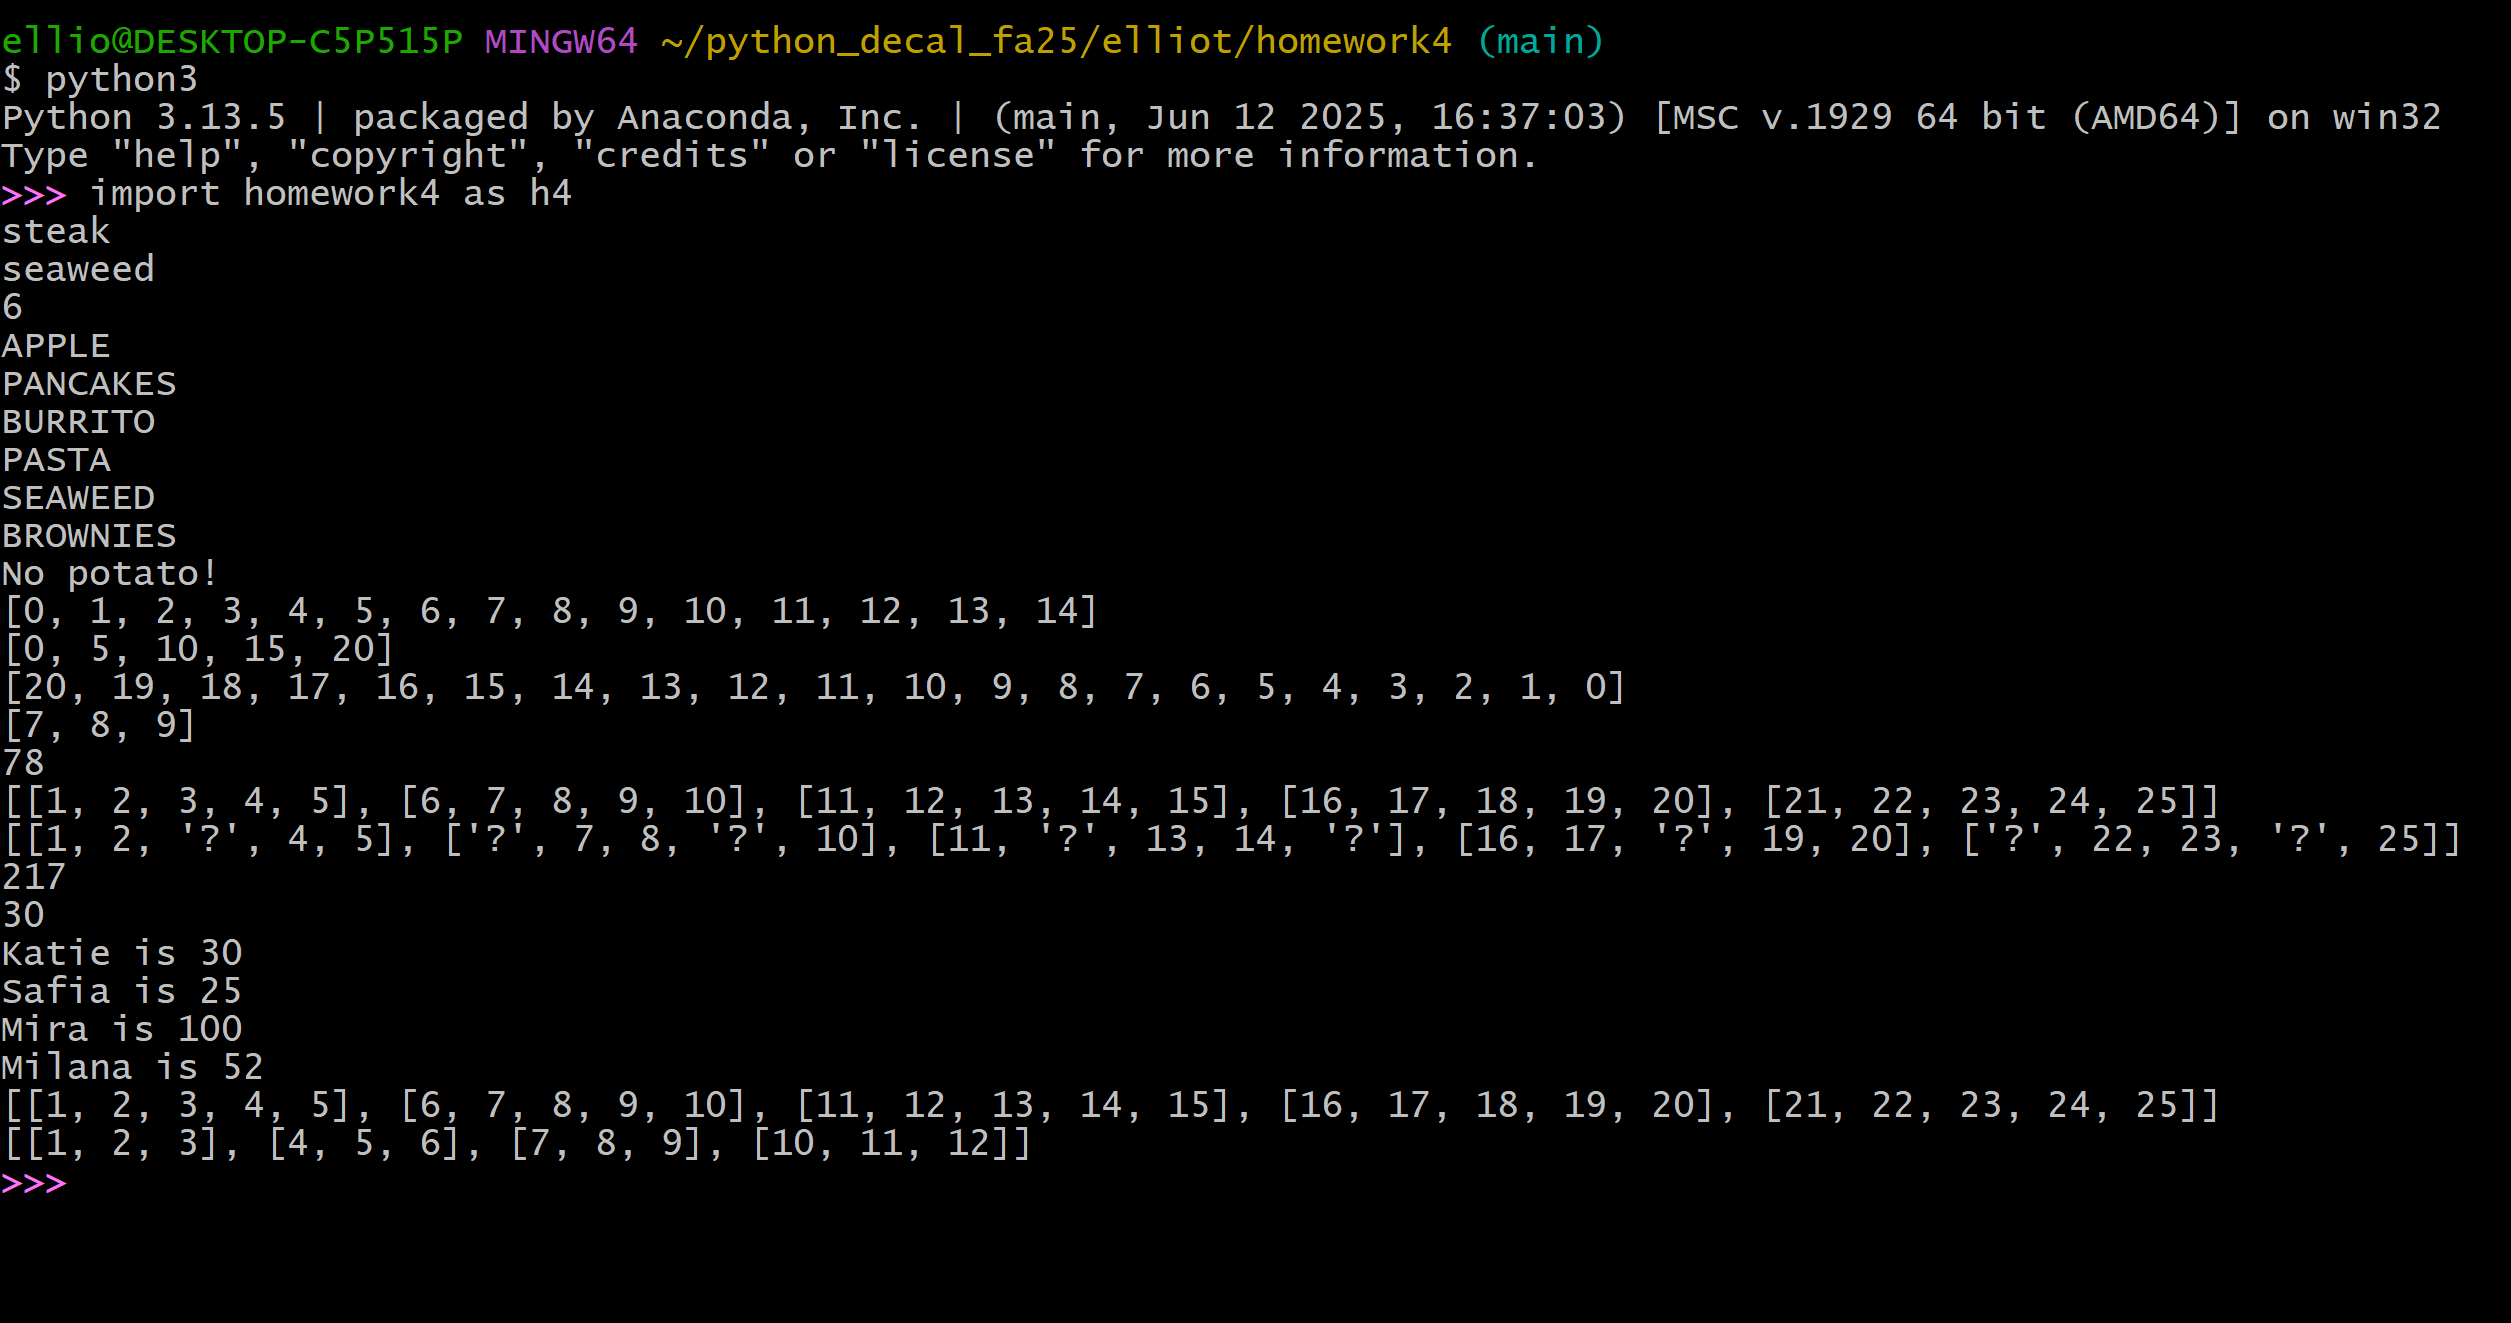 ellio@DESKTOP-C5P515P MINGW64 ~/python_decal_fa25/elliot/homework4 (main)
$ python3
Python 3.13.5 | packaged by Anaconda, Inc. | (main, Jun 12 2025, 16:37:03) [MSC v.1929 64 bit (AMD64)] on win32
Type "help", "copyright", "credits" or "license" for more information.
>>> import homework4 as h4
steak
seaweed
6
APPLE
PANCAKES
BURRITO
PASTA
SEAWEED
BROWNIES
No potato!
[0, 1, 2, 3, 4, 5, 6, 7, 8, 9, 10, 11, 12, 13, 14]
[0, 5, 10, 15, 20]
[20, 19, 18, 17, 16, 15, 14, 13, 12, 11, 10, 9, 8, 7, 6, 5, 4, 3, 2, 1, 0]
[7, 8, 9]
78
[[1, 2, 3, 4, 5], [6, 7, 8, 9, 10], [11, 12, 13, 14, 15], [16, 17, 18, 19, 20], [21, 22, 23, 24, 25]]
[[1, 2, '?', 4, 5], ['?', 7, 8, '?', 10], [11, '?', 13, 14, '?'], [16, 17, '?', 19, 20], ['?', 22, 23, '?', 25]]
217
30
Katie is 30
Safia is 25
Mira is 100
Milana is 52
[[1, 2, 3, 4, 5], [6, 7, 8, 9, 10], [11, 12, 13, 14, 15], [16, 17, 18, 19, 20], [21, 22, 23, 24, 25]]
[[1, 2, 3], [4, 5, 6], [7, 8, 9], [10, 11, 12]]
>>>